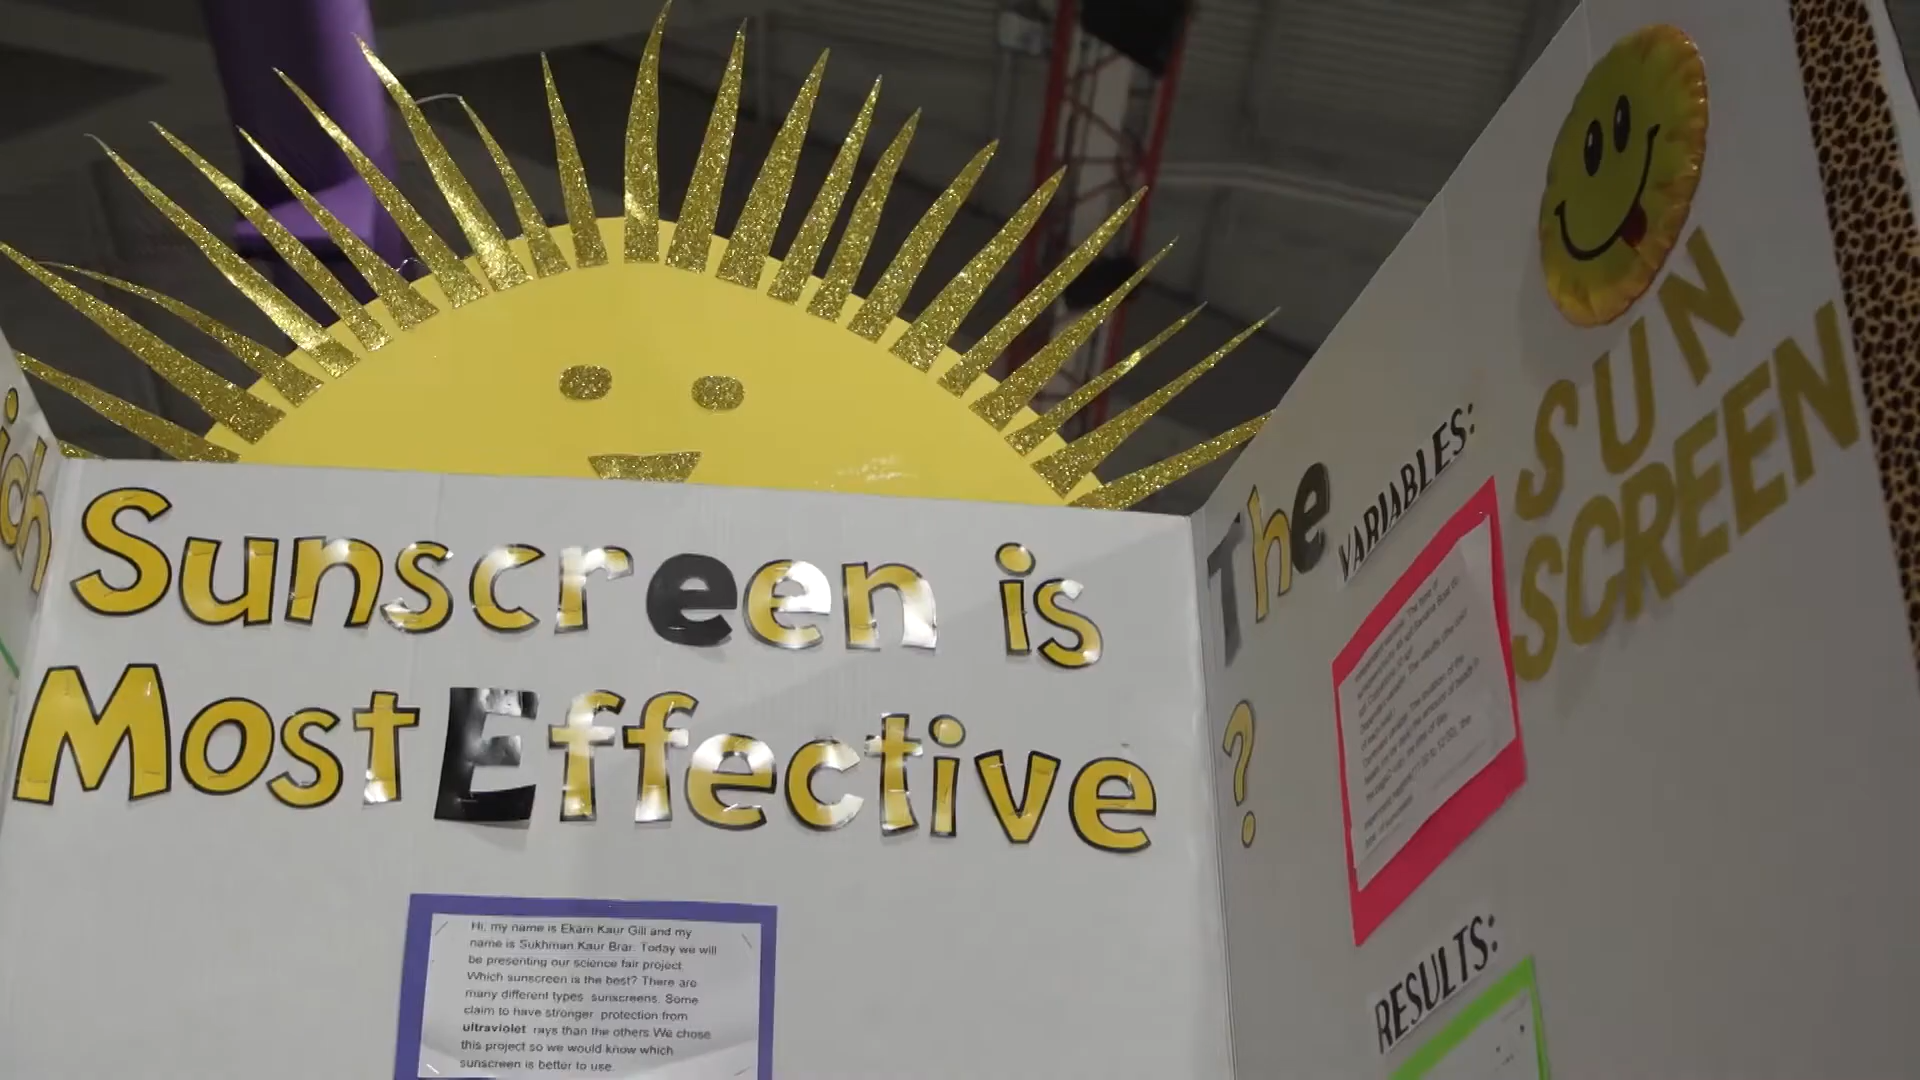 ich Sunscreen is The
Most Effective ?
Hi, my name is Ekam Kaur Gill and my
name is Sukhman Kaur Brar. Today we will
be presenting our science fair project
Which sunscreen is the best? There are
many different types sunscreens. Some
claim to have stronger protection from
ultraviolet rays than the others We chose
this project so we would know which
sunscreen is better to use.
VARIABLES:
RESULTS:
SUN
SCREEN